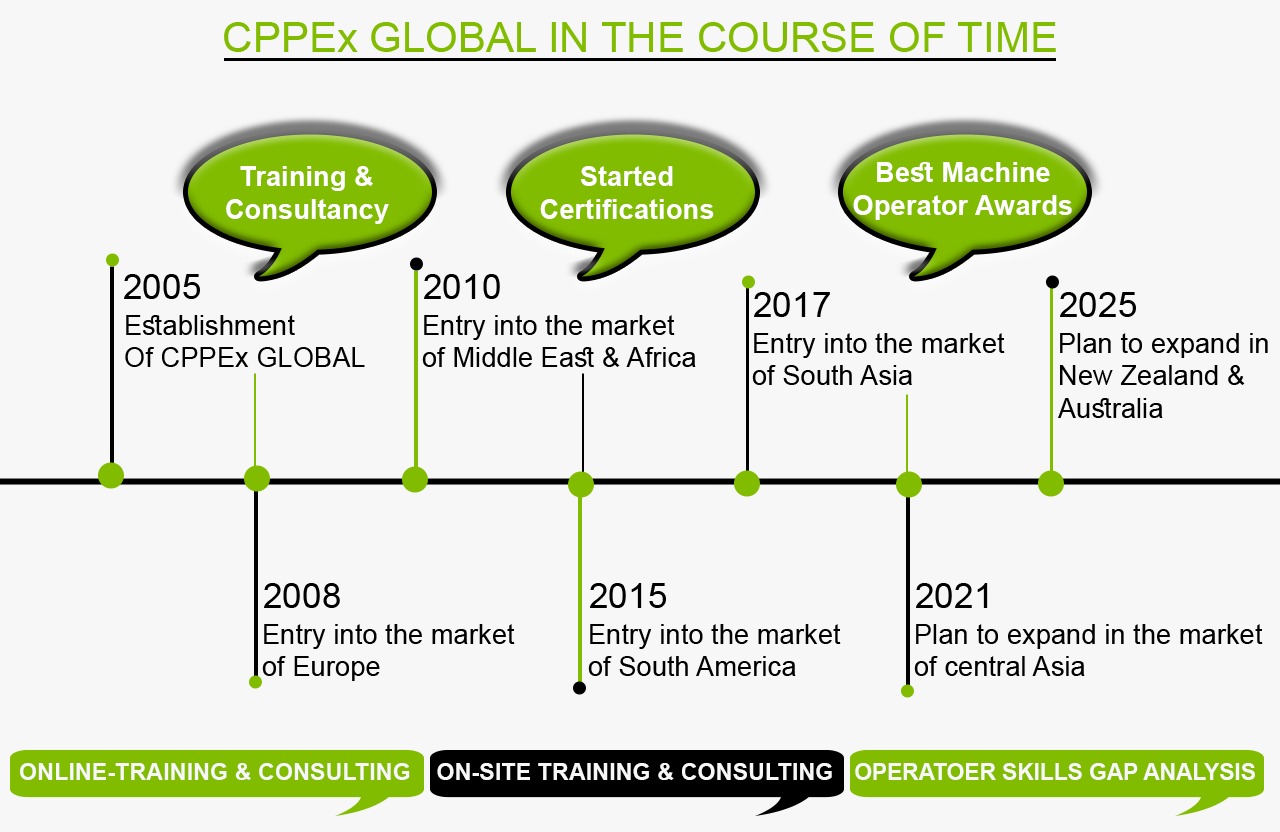 CPPEx GLOBAL IN THE COURSE OF TIME
Training &
Consultancy
Started
Certifications
Best Machine
Operator Awards
2005
Establishment
Of CPPEx GLOBAL
2010
Entry into the market
of Middle East & Africa
2017
Entry into the market
of South Asia
2025
Plan to expand in
New Zealand &
Australia
2008
Entry into the market
of Europe
2015
Entry into the market
of South America
2021
Plan to expand in the market
of central Asia
ONLINE-TRAINING & CONSULTING
ON-SITE TRAINING & CONSULTING
OPERATOER SKILLS GAP ANALYSIS